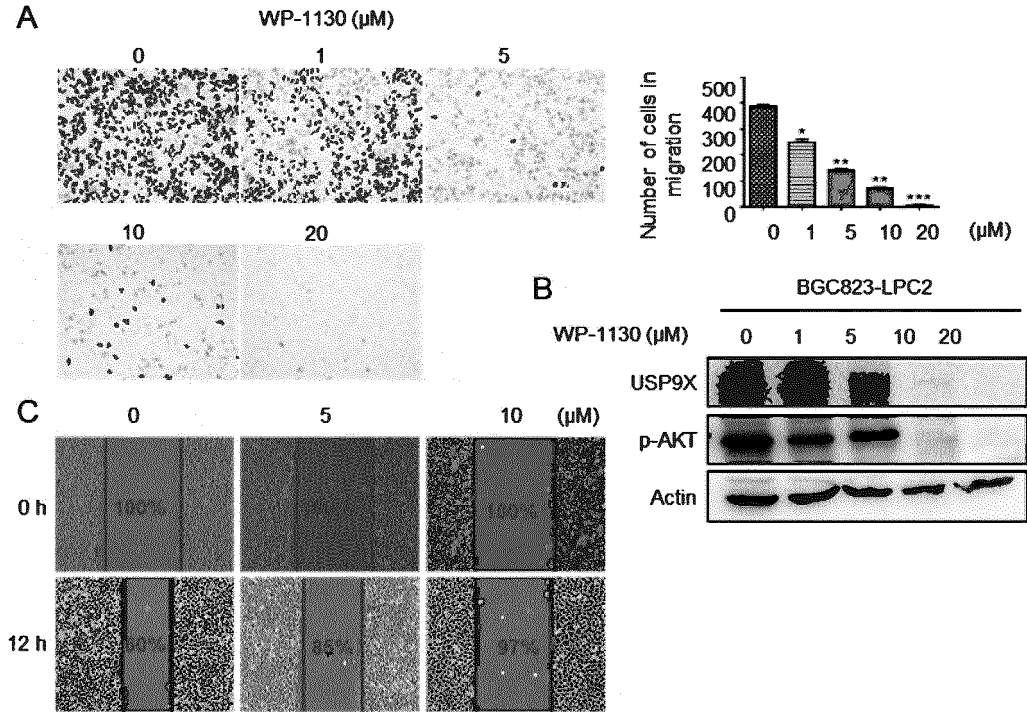 A
WP-1130 (µM)
0 1 5
10 20
Number of cells in migration
500
400
300
200
100
0
* ** ** ***
0 1 5 10 20 (µM)
B
BGC823-LPC2
WP-1130 (µM) 0 1 5 10 20
USP9X
p-AKT
Actin
C
0 5 10 (µM)
0 h
100% 100%
12 h
60% 85% 97%